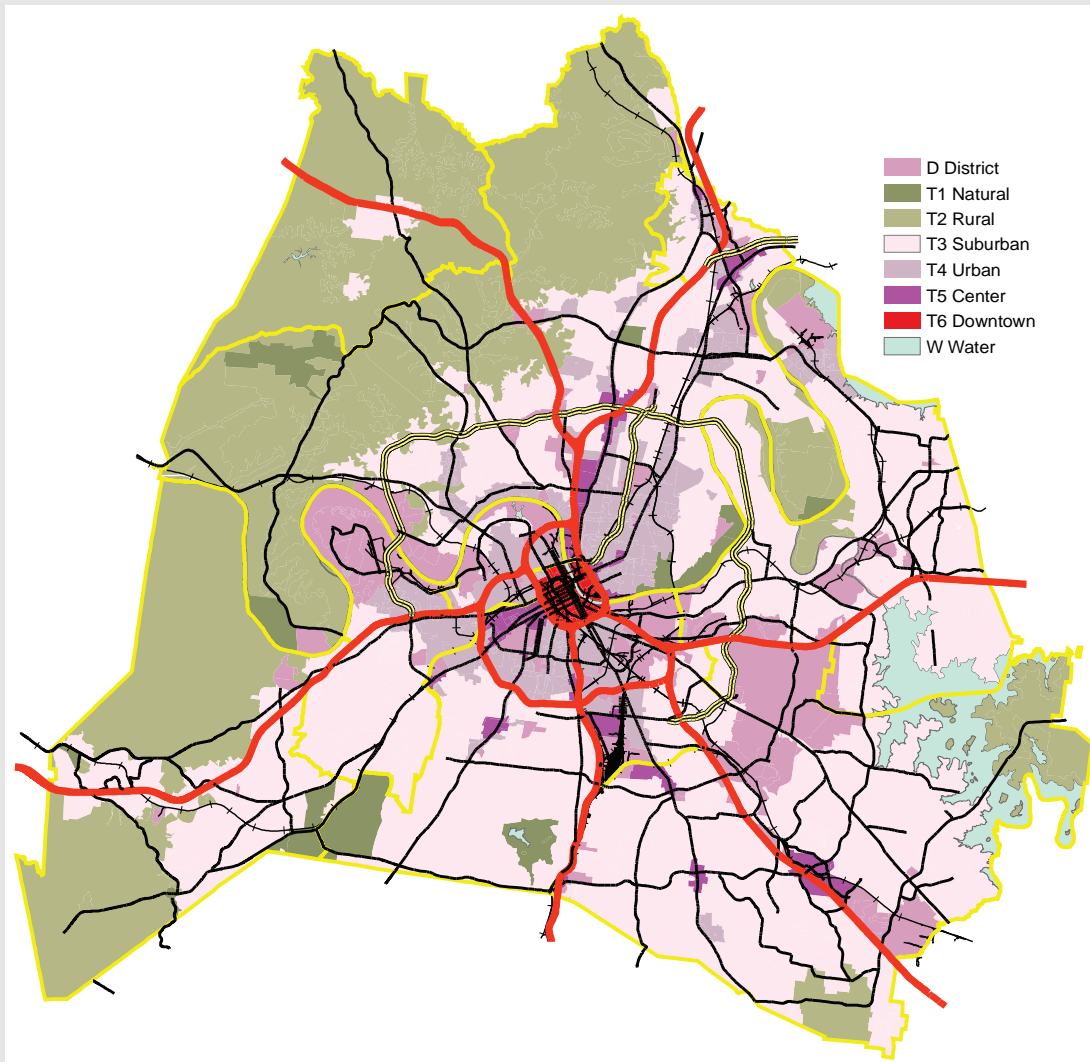 D District
T1 Natural
T2 Rural
T3 Suburban
T4 Urban
T5 Center
T6 Downtown
W Water